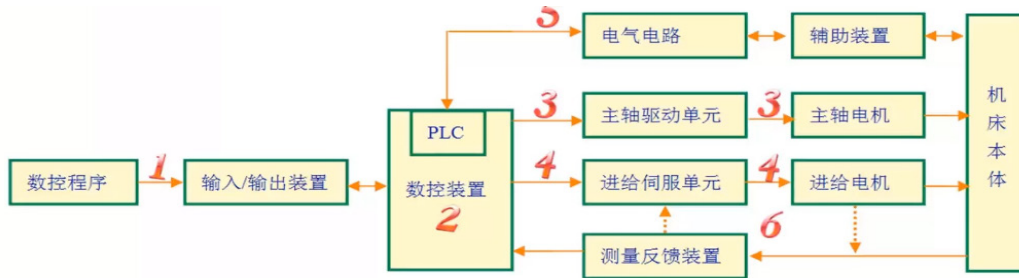 5
电气电路
辅助装置
机床本体
PLC
3
主轴驱动单元
3
主轴电机
数控程序
1
输入/输出装置
数控装置
2
4
进给伺服单元
4
进给电机
测量反馈装置
6